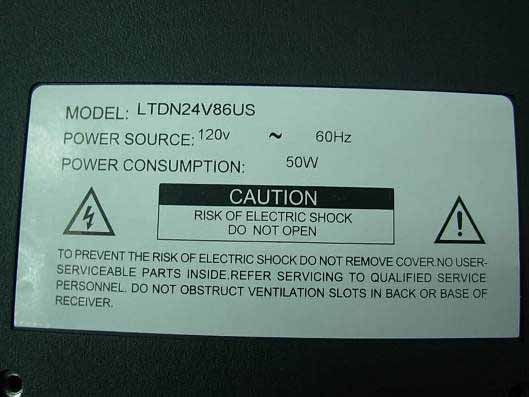 MODEL: LTDN24V86US
POWER SOURCE: 120v ~ 60Hz
POWER CONSUMPTION: 50W
CAUTION
RISK OF ELECTRIC SHOCK
DO NOT OPEN
TO PREVENT THE RISK OF ELECTRIC SHOCK DO NOT REMOVE COVER.NO USER-
SERVICEABLE PARTS INSIDE.REFER SERVICING TO QUALIFIED SERVICE
PERSONNEL. DO NOT OBSTRUCT VENTILATION SLOTS IN BACK OR BASE OF
RECEIVER.